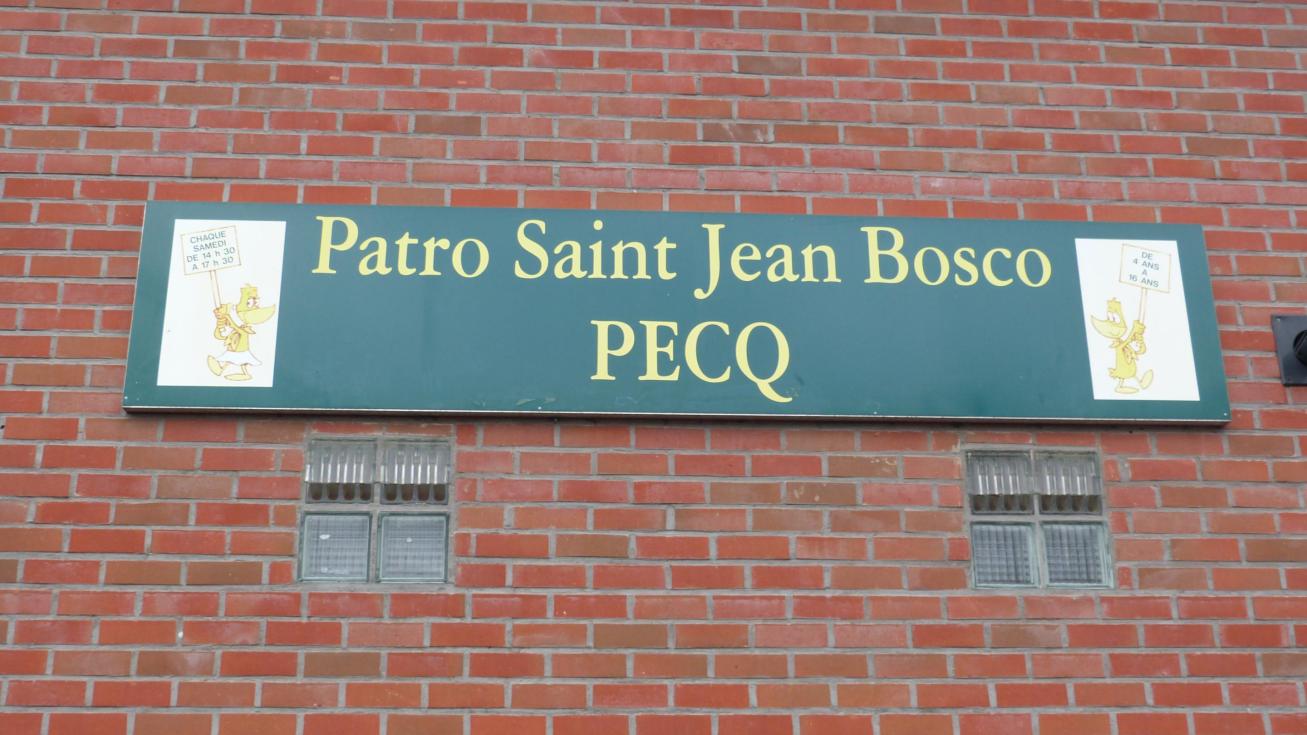 CHAQUE
SAMEDI
DE 14 h 30
A 17 h 30
Patro Saint Jean Bosco
PECQ
DE
4 ANS
A
16 ANS